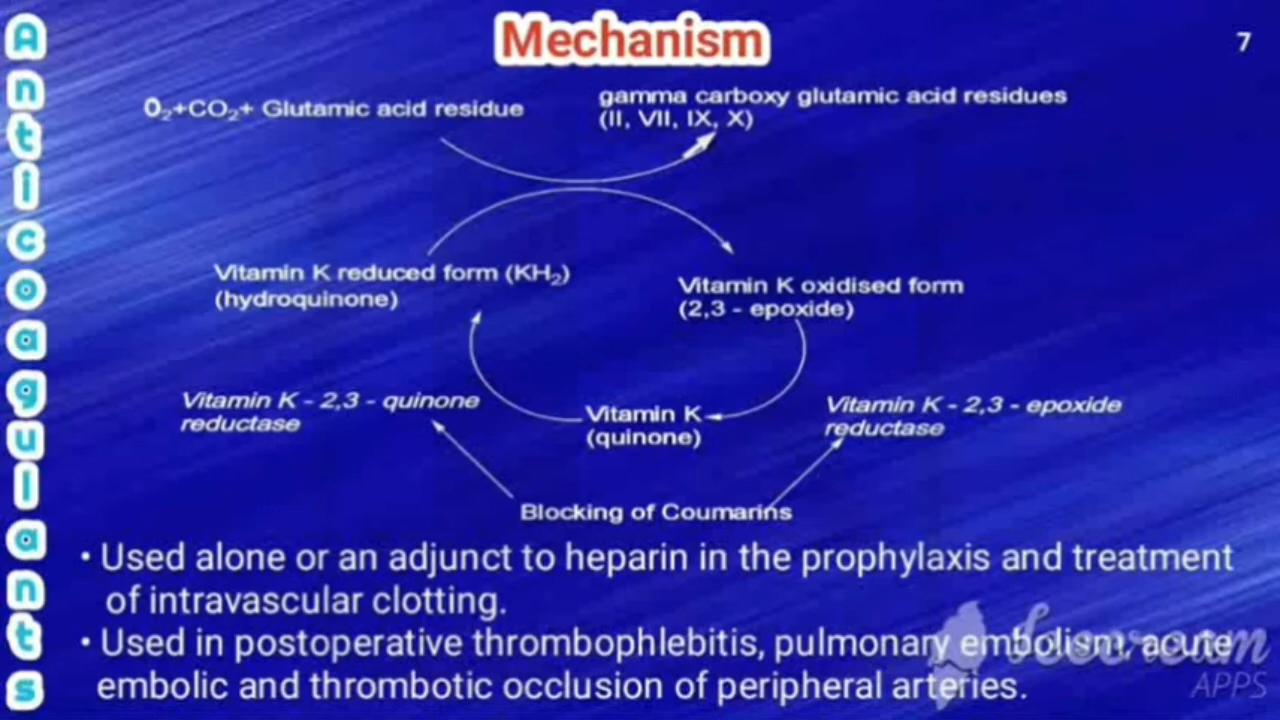 Mechanism
7
Anticoagulants
O₂+CO₂+ Glutamic acid residue
gamma carboxy glutamic acid residues
(II, VII, IX, X)
Vitamin K reduced form (KH₂)
(hydroquinone)
Vitamin K oxidised form
(2,3 - epoxide)
Vitamin K - 2,3 - quinone
reductase
Vitamin K
(quinone)
Vitamin K - 2,3 - epoxide
reductase
Blocking of Coumarins
• Used alone or an adjunct to heparin in the prophylaxis and treatment
of intravascular clotting.
• Used in postoperative thrombophlebitis, pulmonary embolism, acute
embolic and thrombotic occlusion of peripheral arteries.
APPS